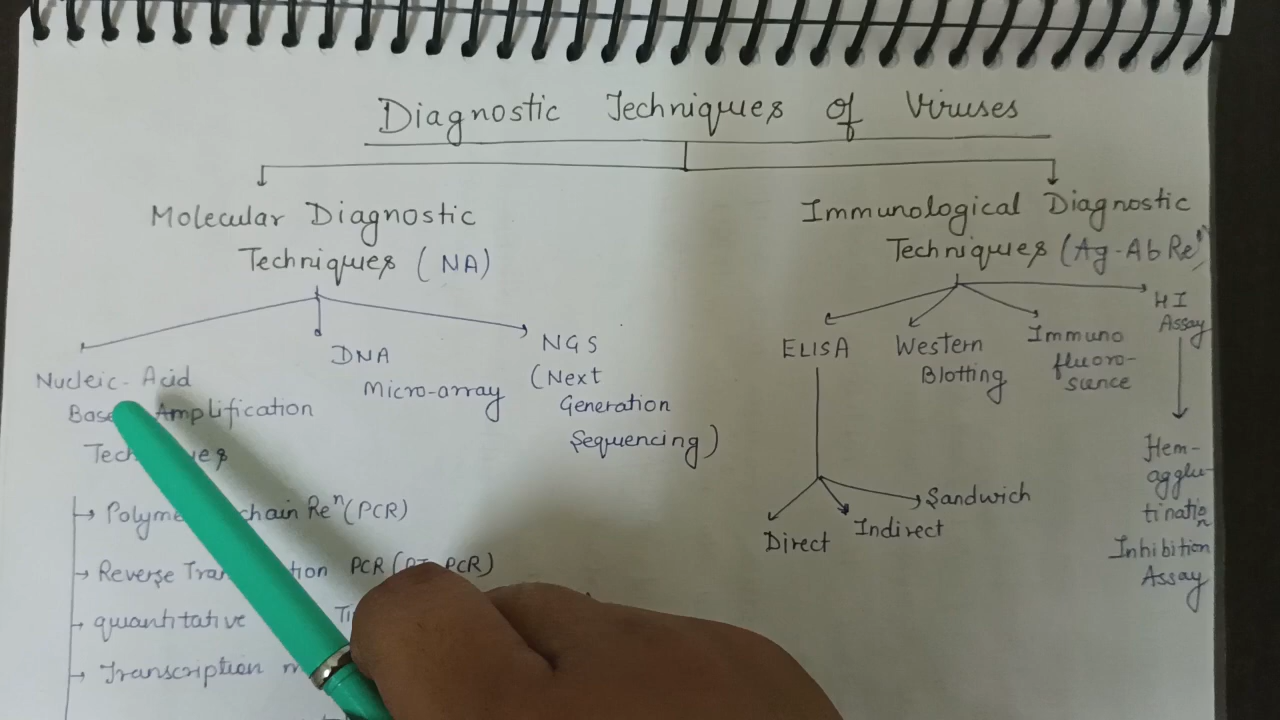 Diagnostic Techniques of Viruses
Molecular Diagnostic
Techniques (NA)
Nucleic-Acid
Amplification
Polyme chain Reⁿ (PCR)
Reverse PCR ( PCR)
quantitative
Transcription
DNA
Micro-array
NGS
(Next
Generation
Sequencing)
Immunological Diagnostic
Techniques (Ag-Ab Reⁿ)
ELISA
Direct
Indirect
Sandwich
Western
Blotting
Immuno
fluoro-
scence
HI
Assay
Hem-
agglu-
tination
Inhibition
Assay